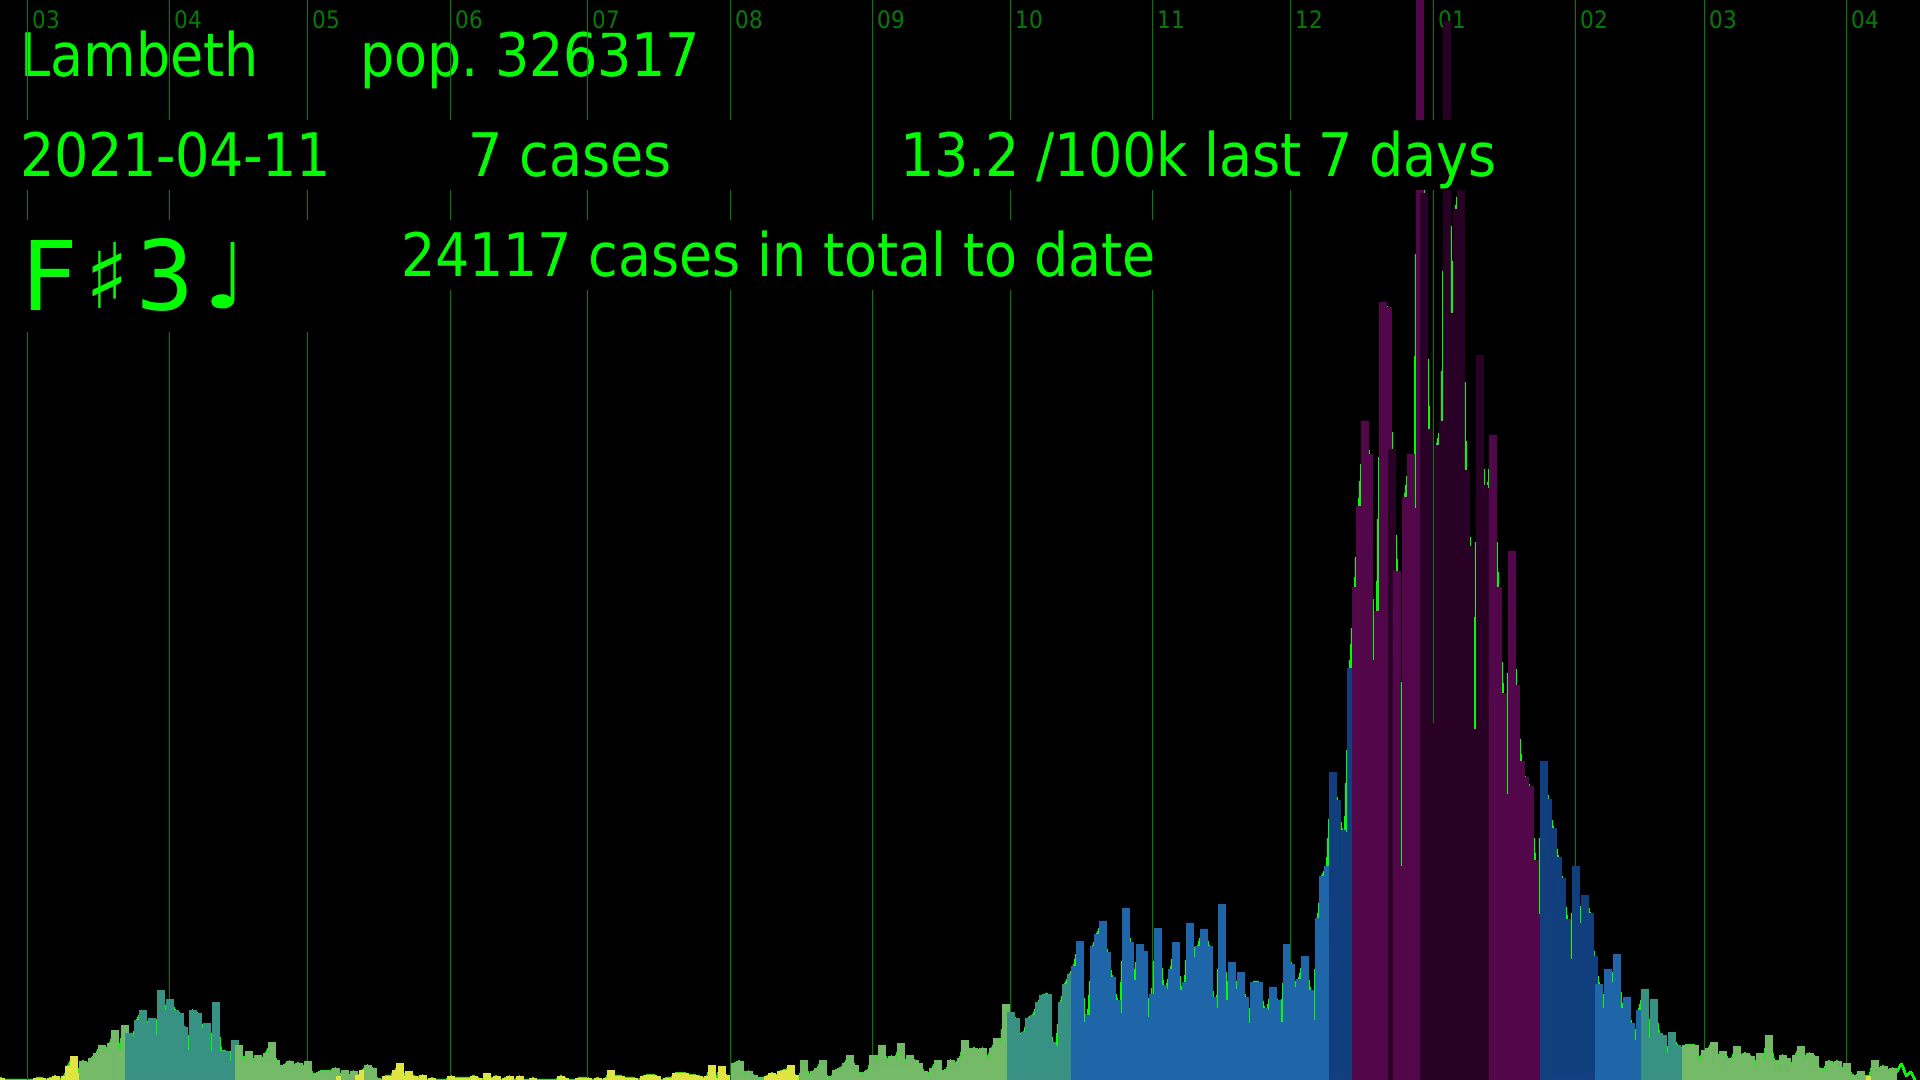 03 04 05 06 07 08 09 10 11 12 01 02 03 04
Lambeth pop. 326317
2021-04-11 7 cases 13.2 /100k last 7 days
F♯3♩ 24117 cases in total to date